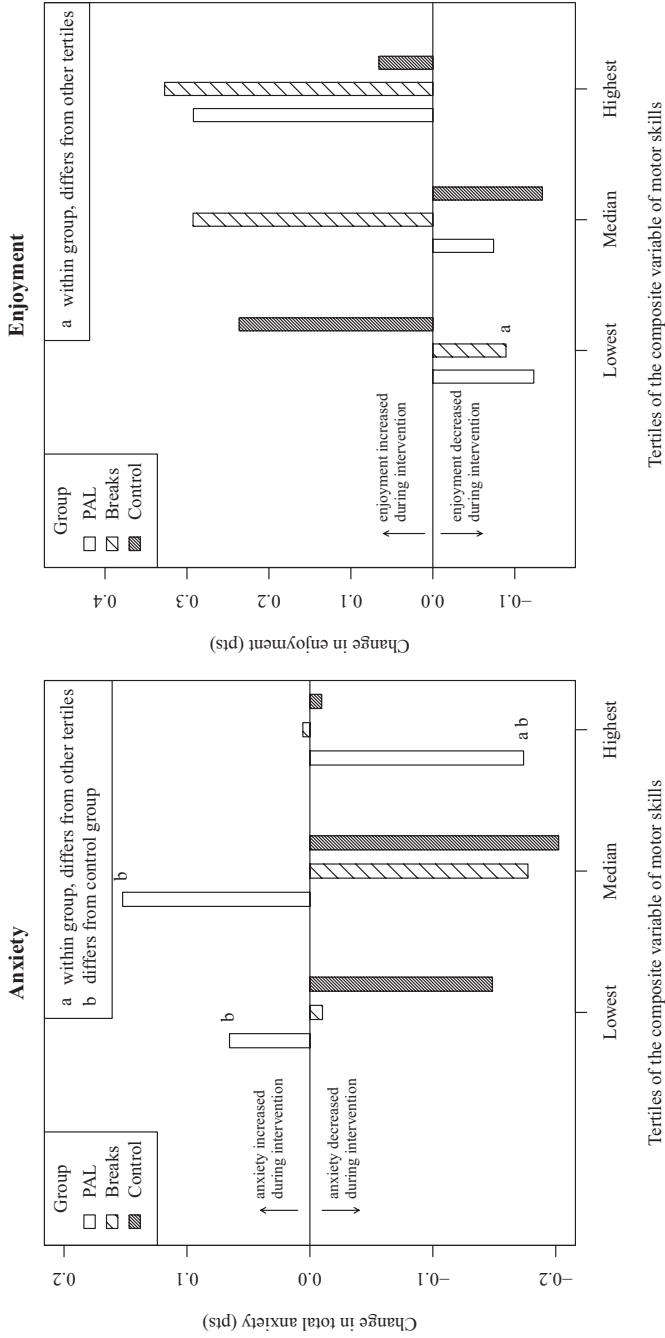 Anxiety
Group
PAL
Breaks
Control
a within group, differs from other tertiles
b differs from control group
0.2
0.1
0.0
−0.1
−0.2
Change in total anxiety (pts)
anxiety increased
during intervention
anxiety decreased
during intervention
b
b
a b
Lowest
Median
Highest
Tertiles of the composite variable of motor skills
Enjoyment
Group
PAL
Breaks
Control
a within group, differs from other tertiles
0.4
0.3
0.2
0.1
0.0
−0.1
Change in enjoyment (pts)
enjoyment increased
during intervention
enjoyment decreased
during intervention
a
Lowest
Median
Highest
Tertiles of the composite variable of motor skills